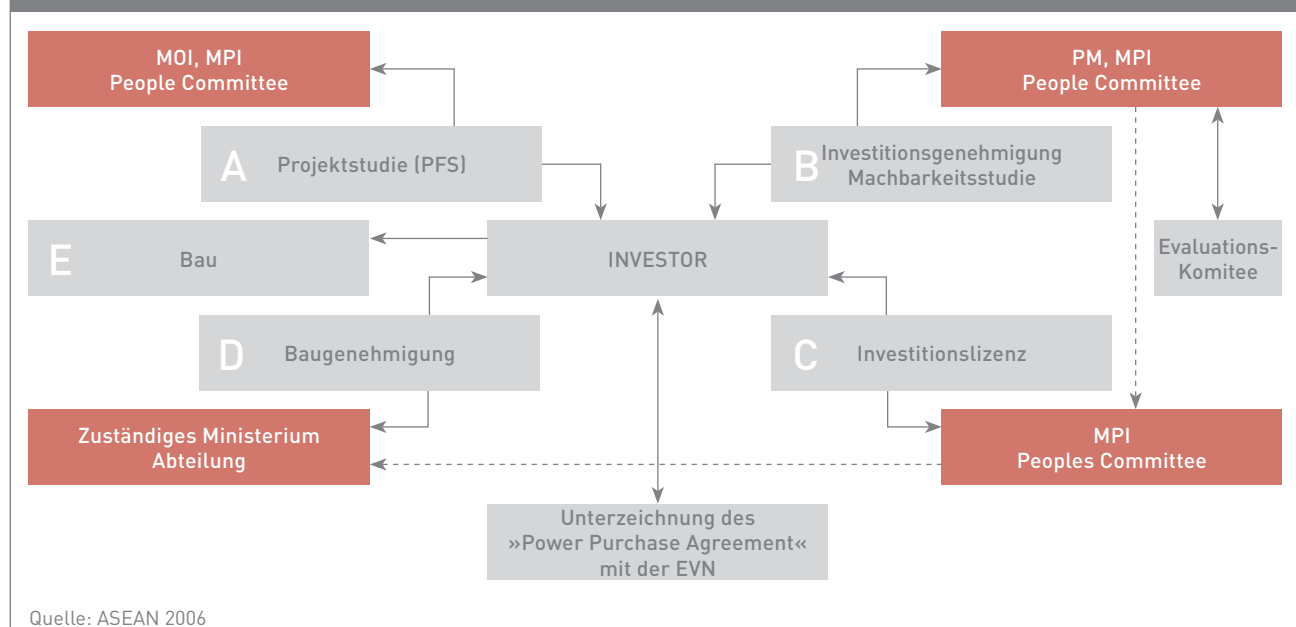 MOI, MPI
People Committee
PM, MPI
People Committee
A
Projektstudie (PFS)
B
Investitionsgenehmigung
Machbarkeitsstudie
E
Bau
INVESTOR
Evaluations-
Komitee
D
Baugenehmigung
C
Investitionslizenz
Zuständiges Ministerium
Abteilung
MPI
Peoples Committee
Unterzeichnung des
»Power Purchase Agreement«
mit der EVN
Quelle: ASEAN 2006